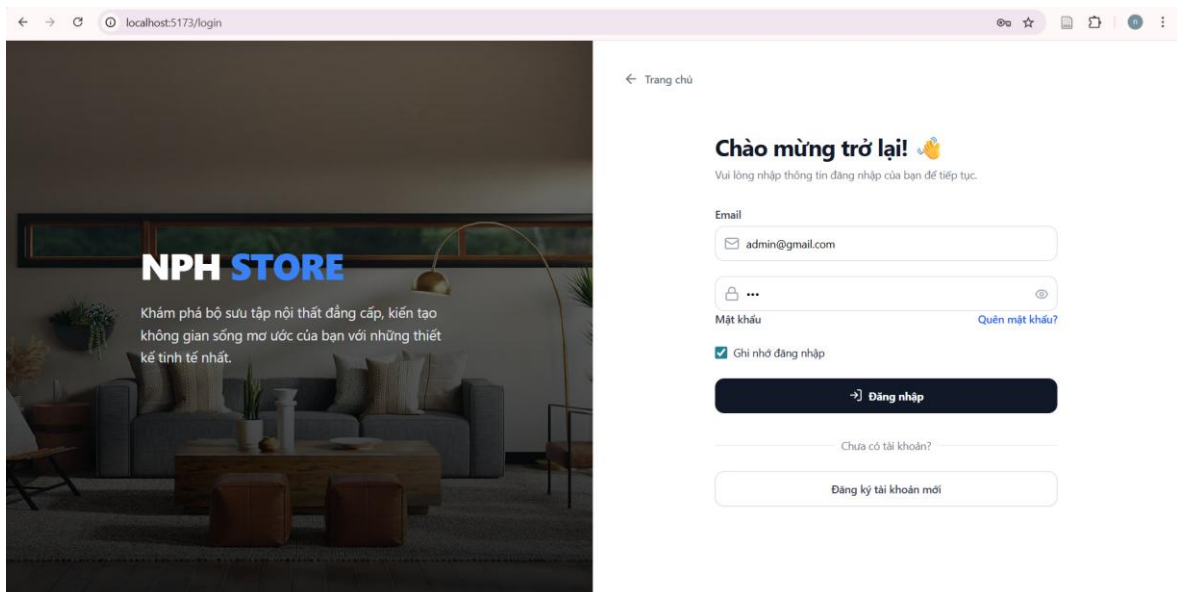 localhost:5173/login
n
NPH STORE
Khám phá bộ sưu tập nội thất đẳng cấp, kiến tạo
không gian sống mơ ước của bạn với những thiết
kế tinh tế nhất.
Trang chủ
Chào mừng trở lại! 👋
Vui lòng nhập thông tin đăng nhập của bạn để tiếp tục.
Email
admin@gmail.com
•••
Mật khẩu Quên mật khẩu?
Ghi nhớ đăng nhập
Đăng nhập
Chưa có tài khoản?
Đăng ký tài khoản mới